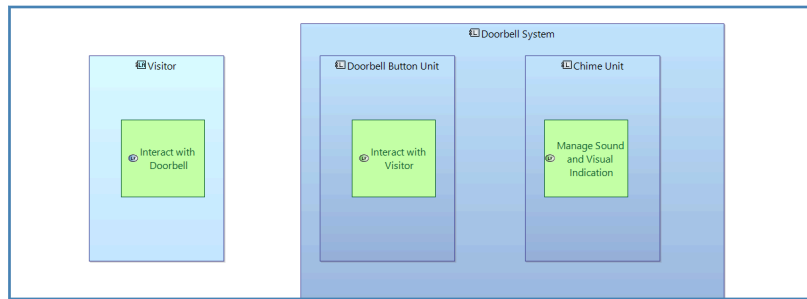 Doorbell System
Visitor
Doorbell Button Unit
Chime Unit
Interact with
Doorbell
Interact with
Visitor
Manage Sound
and Visual
Indication